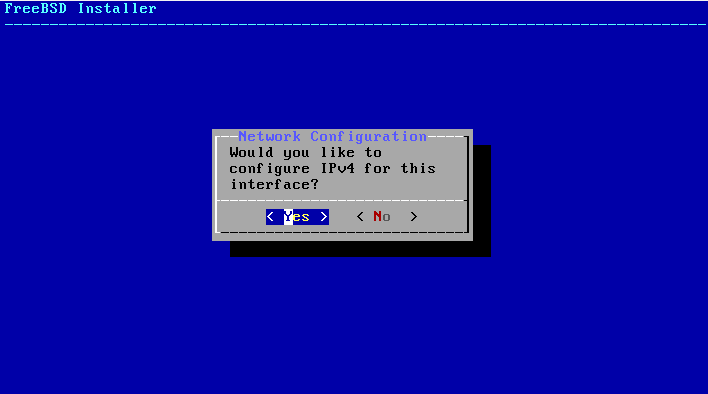 FreeBSD Installer
Network Configuration
Would you like to
configure IPv4 for this
interface?
< Yes > < No >